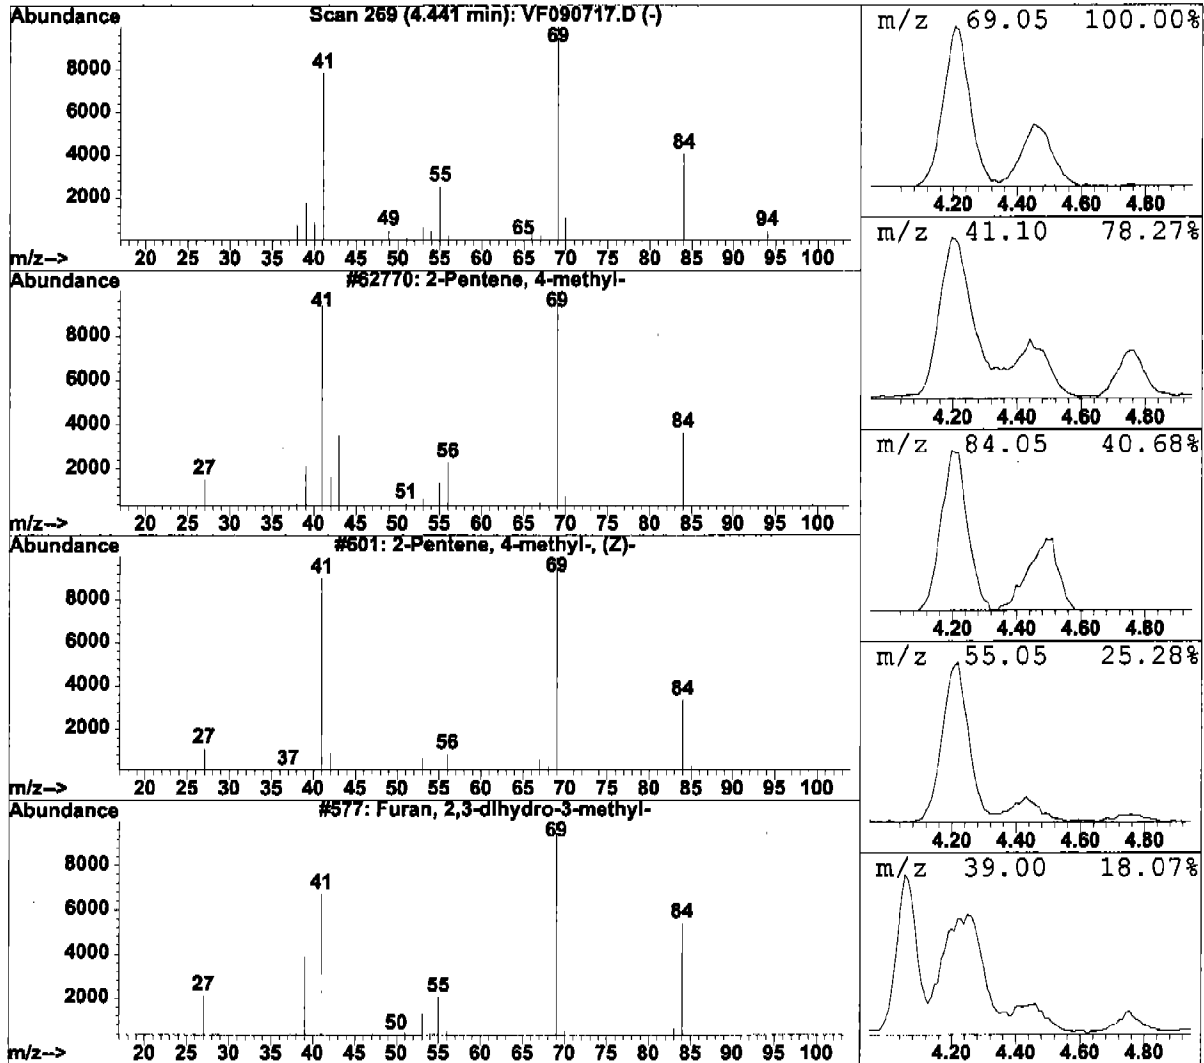 Abundance
Scan 269 (4.441 min): VF090717.D (-)
69
41
8000
6000
84
4000
55
2000
49
65
94
m/z--> 20 25 30 35 40 45 50 55 60 65 70 75 80 85 90 95 100
Abundance
#62770: 2-Pentene, 4-methyl-
41
69
8000
6000
4000
84
2000
27
56
51
m/z--> 20 25 30 35 40 45 50 55 60 65 70 75 80 85 90 95 100
Abundance
#601: 2-Pentene, 4-methyl-, (Z)-
41
69
8000
6000
4000
84
2000
27
37
56
m/z--> 20 25 30 35 40 45 50 55 60 65 70 75 80 85 90 95 100
Abundance
#577: Furan, 2,3-dihydro-3-methyl-
69
8000
41
6000
84
4000
2000
27
55
50
m/z--> 20 25 30 35 40 45 50 55 60 65 70 75 80 85 90 95 100
m/z 69.05 100.00%
4.20 4.40 4.60 4.80
m/z 41.10 78.27%
4.20 4.40 4.60 4.80
m/z 84.05 40.68%
4.20 4.40 4.60 4.80
m/z 55.05 25.28%
4.20 4.40 4.60 4.80
m/z 39.00 18.07%
4.20 4.40 4.60 4.80